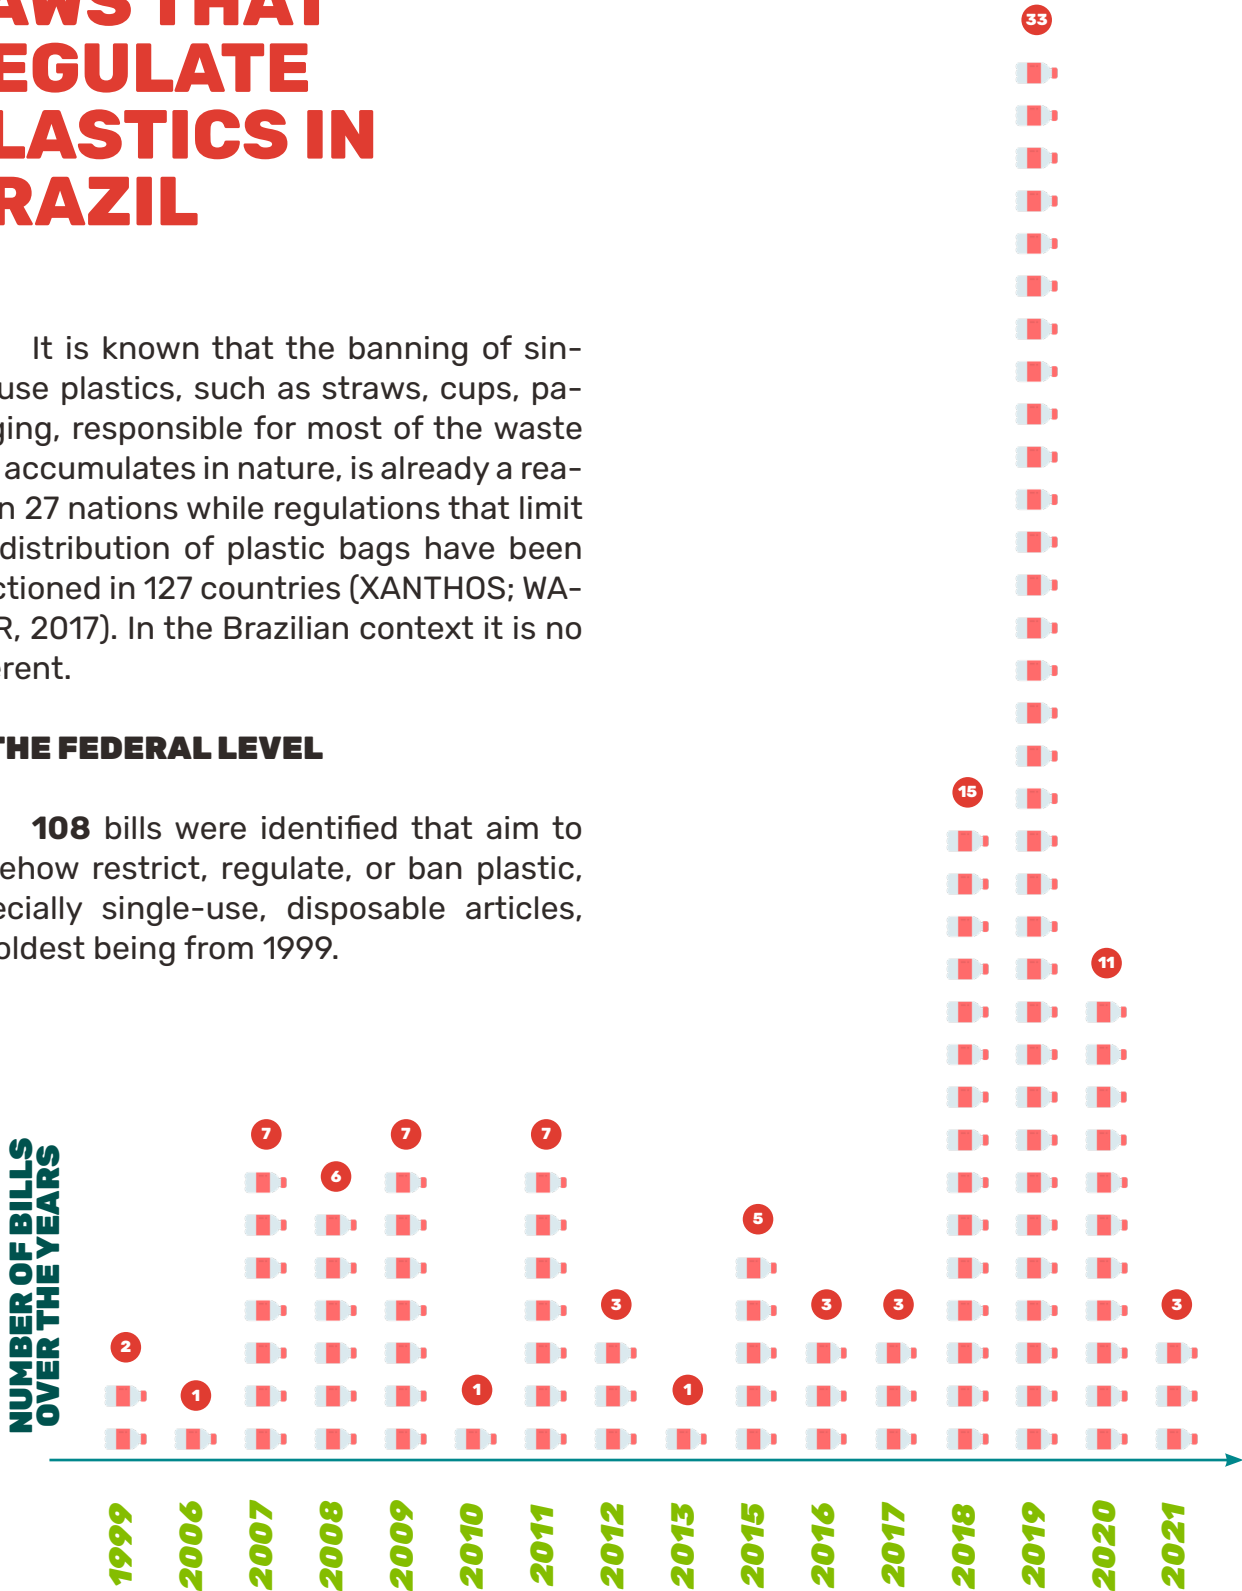 AWS THAT
EGULATE
LASTICS IN
RAZIL
It is known that the banning of sin-
use plastics, such as straws, cups, pa-
ging, responsible for most of the waste
accumulates in nature, is already a rea-
n 27 nations while regulations that limit
distribution of plastic bags have been
ctioned in 127 countries (XANTHOS; WA-
R, 2017). In the Brazilian context it is no
erent.
THE FEDERAL LEVEL
108 bills were identified that aim to
ehow restrict, regulate, or ban plastic,
ecially single-use, disposable articles,
oldest being from 1999.
NUMBER OF BILLS
OVER THE YEARS
2
1
7
6
7
1
7
3
1
5
3
3
15
33
11
3
1999
2006
2007
2008
2009
2010
2011
2012
2013
2015
2016
2017
2018
2019
2020
2021